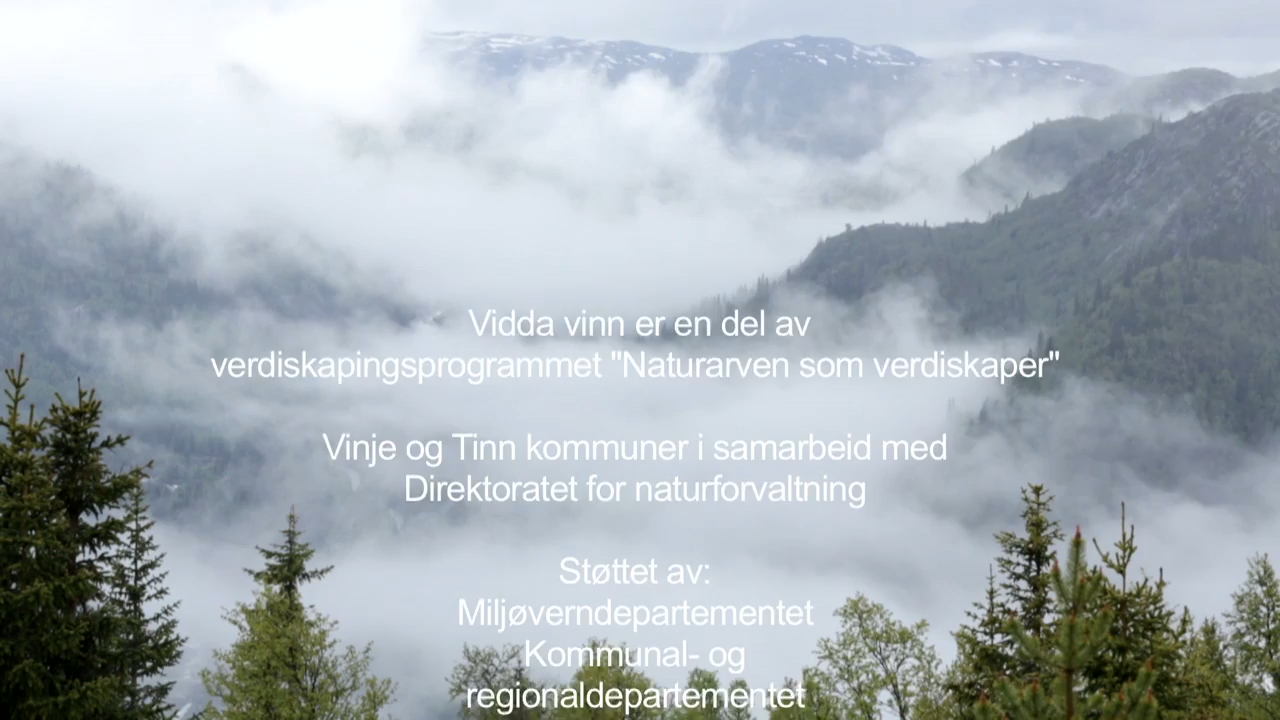 Vidda vinn er en del av
verdiskapingsprogrammet "Naturarven som verdiskaper"
Vinje og Tinn kommuner i samarbeid med
Direktoratet for naturforvaltning
Støttet av:
Miljøverndepartementet
Kommunal- og
regionaldepartementet